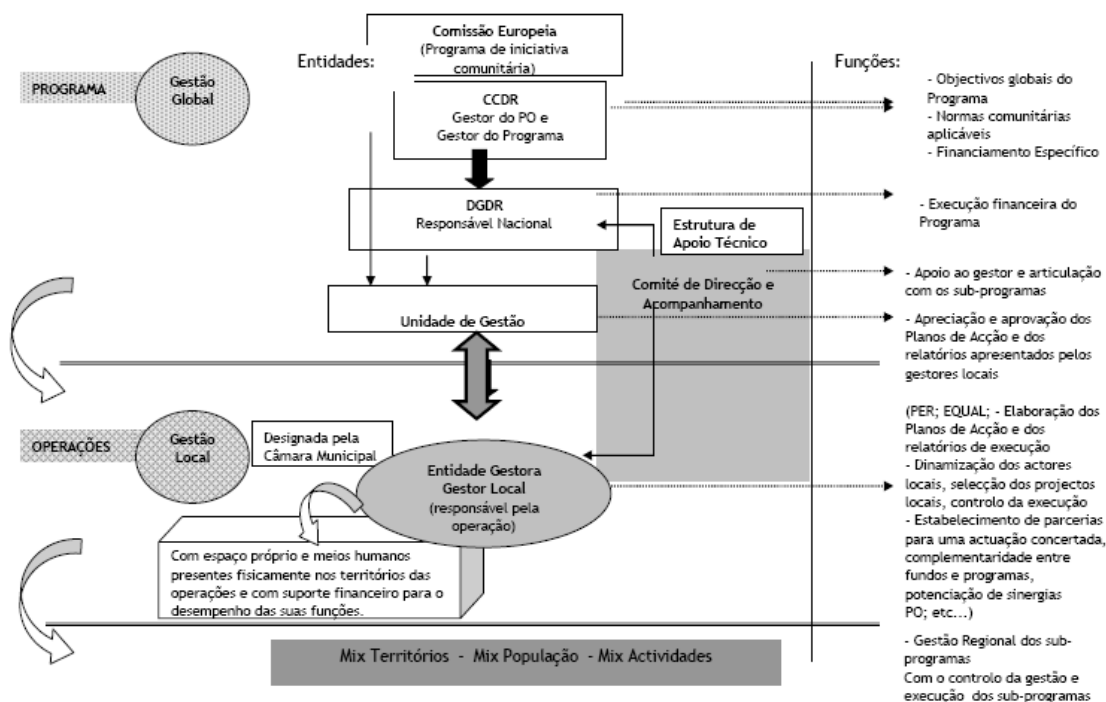 Comissão Europeia
(Programa de iniciativa
comunitária)
Entidades:
Funções:
PROGRAMA
Gestão
Global
CCDR
Gestor do PO e
Gestor do Programa
- Objectivos globais do
Programa
- Normas comunitárias
aplicáveis
- Financiamento Específico
DGDR
Responsável Nacional
- Execução financeira do
Programa
Estrutura de
Apoio Técnico
Comité de Direcção e
Acompanhamento
- Apoio ao gestor e articulação
com os sub-programas
Unidade de Gestão
- Apreciação e aprovação dos
Planos de Acção e dos
relatórios apresentados pelos
gestores locais
OPERAÇÕES
Gestão
Local
Designada pela
Câmara Municipal
Entidade Gestora
Gestor Local
(responsável pela
operação)
(PER; EQUAL; - Elaboração dos
Planos de Acção e dos
relatórios de execução
- Dinamização dos actores
locais, selecção dos projectos
locais, controlo da execução
- Estabelecimento de parcerias
para uma actuação concertada,
complementaridade entre
fundos e programas,
potenciação de sinergias
PO; etc...)
Com espaço próprio e meios humanos
presentes fisicamente nos territórios das
operações e com suporte financeiro para o
desempenho das suas funções.
Mix Territórios - Mix População - Mix Actividades
- Gestão Regional dos sub-
programas
Com o controlo da gestão e
execução dos sub-programas